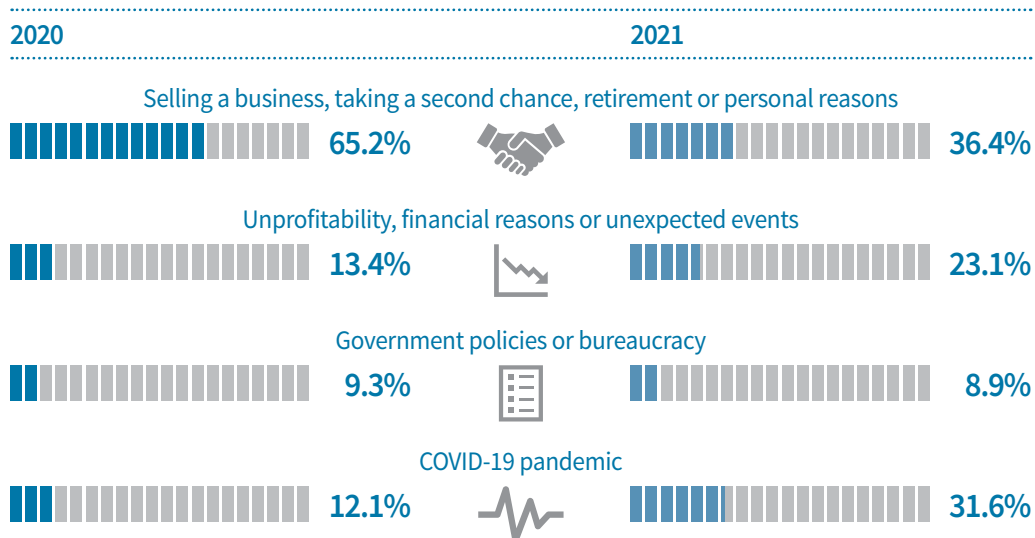 2020 2021
Selling a business, taking a second chance, retirement or personal reasons
65.2% 36.4%
Unprofitability, financial reasons or unexpected events
13.4% 23.1%
Government policies or bureaucracy
9.3% 8.9%
COVID-19 pandemic
12.1% 31.6%